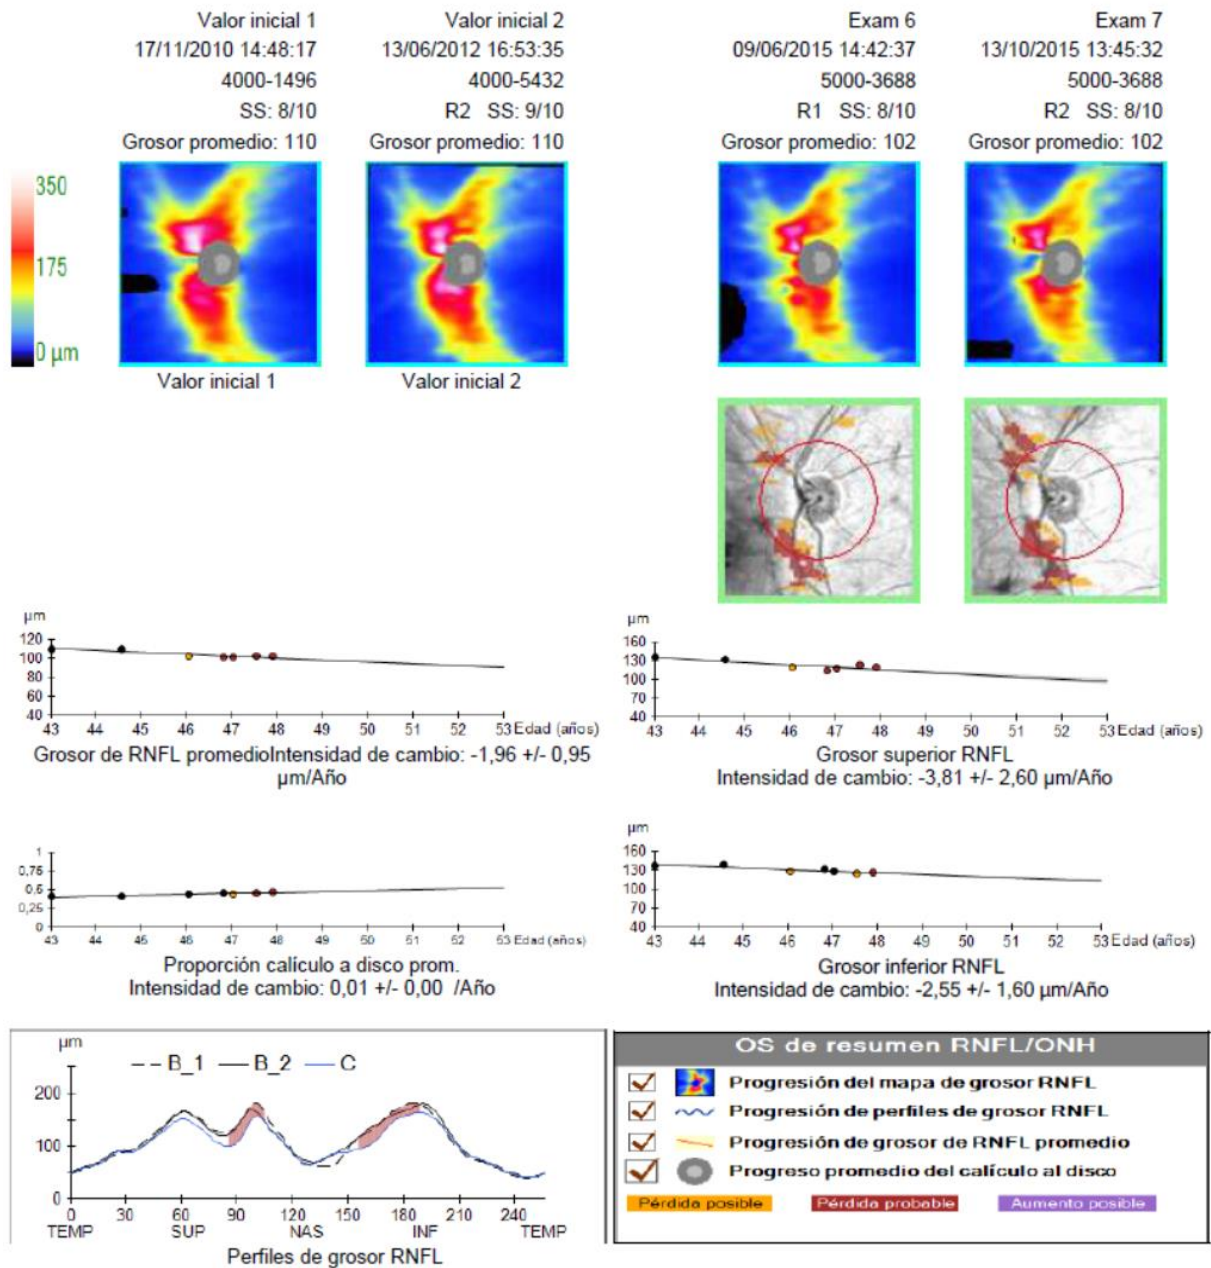 Valor inicial 1 Valor inicial 2 Exam 6 Exam 7
17/11/2010 14:48:17 13/06/2012 16:53:35 09/06/2015 14:42:37 13/10/2015 13:45:32
4000-1496 4000-5432 5000-3688 5000-3688
SS: 8/10 R2 SS: 9/10 R1 SS: 8/10 R2 SS: 8/10
Grosor promedio: 110 Grosor promedio: 110 Grosor promedio: 102 Grosor promedio: 102
350
175
0 µm
Valor inicial 1 Valor inicial 2
µm
120
100
80
60
40
43 44 45 46 47 48 50 51 52 53 Edad (años)
Grosor de RNFL promedioIntensidad de cambio: -1,96 +/- 0,95
µm/Año
µm
160
130
100
70
40
43 44 45 46 47 48 50 51 52 53 Edad (años)
Grosor superior RNFL
Intensidad de cambio: -3,81 +/- 2,60 µm/Año
1
0,75
0,5
0,25
0
43 44 45 46 47 48 50 51 52 53 Edad (años)
Proporción calículo a disco prom.
Intensidad de cambio: 0,01 +/- 0,00 /Año
µm
160
130
100
70
40
43 44 45 46 47 48 50 51 52 53 Edad (años)
Grosor inferior RNFL
Intensidad de cambio: -2,55 +/- 1,60 µm/Año
µm
B_1 B_2 C
200
100
0
0 30 60 90 120 150 180 210 240
TEMP SUP NAS INF TEMP
Perfiles de grosor RNFL
OS de resumen RNFL/ONH
Progresión del mapa de grosor RNFL
Progresión de perfiles de grosor RNFL
Progresión de grosor de RNFL promedio
Progreso promedio del calículo al disco
Pérdida posible Pérdida probable Aumento posible